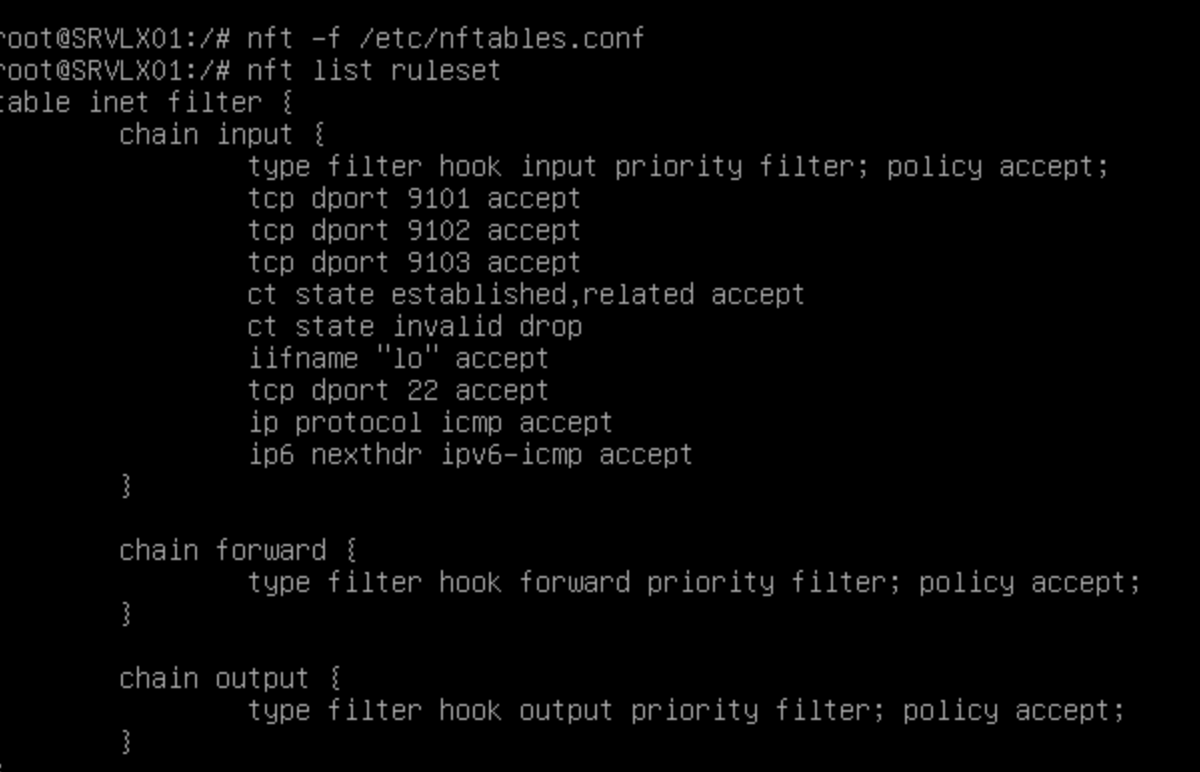 root@SRVLX01:/# nft -f /etc/nftables.conf
root@SRVLX01:/# nft list ruleset
table inet filter {
        chain input {
                type filter hook input priority filter; policy accept;
                tcp dport 9101 accept
                tcp dport 9102 accept
                tcp dport 9103 accept
                ct state established,related accept
                ct state invalid drop
                iifname "lo" accept
                tcp dport 22 accept
                ip protocol icmp accept
                ip6 nexthdr ipv6-icmp accept
        }

        chain forward {
                type filter hook forward priority filter; policy accept;
        }

        chain output {
                type filter hook output priority filter; policy accept;
        }